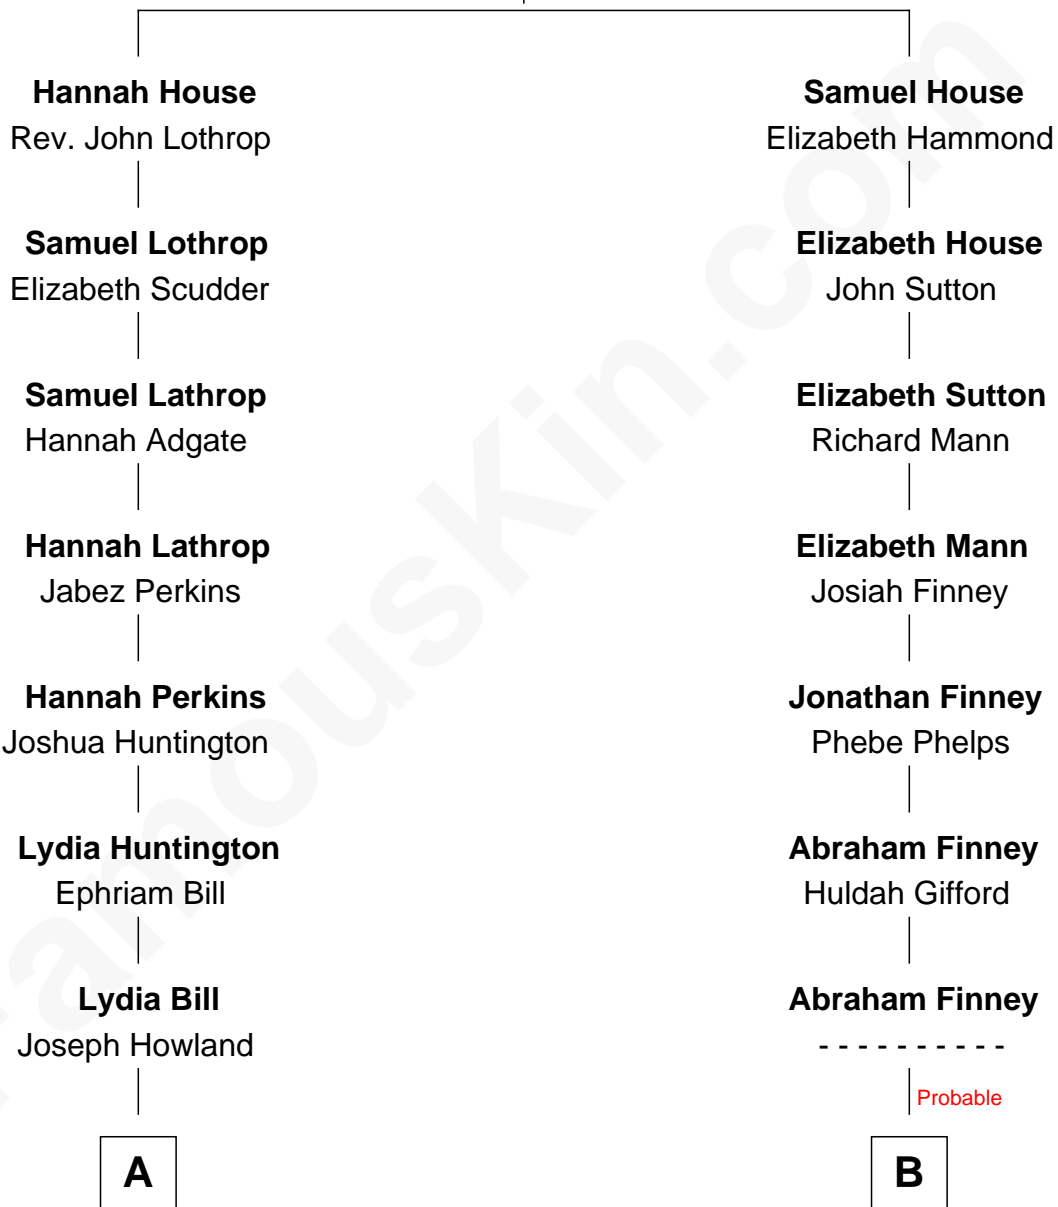 Hannah House
Rev. John Lothrop
Samuel House
Elizabeth Hammond
Samuel Lothrop
Elizabeth Scudder
Elizabeth House
John Sutton
Samuel Lathrop
Hannah Adgate
Elizabeth Sutton
Richard Mann
Hannah Lathrop
Jabez Perkins
Elizabeth Mann
Josiah Finney
Hannah Perkins
Joshua Huntington
Jonathan Finney
Phebe Phelps
Lydia Huntington
Ephriam Bill
Abraham Finney
Huldah Gifford
Lydia Bill
Joseph Howland
Abraham Finney
- - - - - - - - - -
Probable
A
B
FamousKin.com